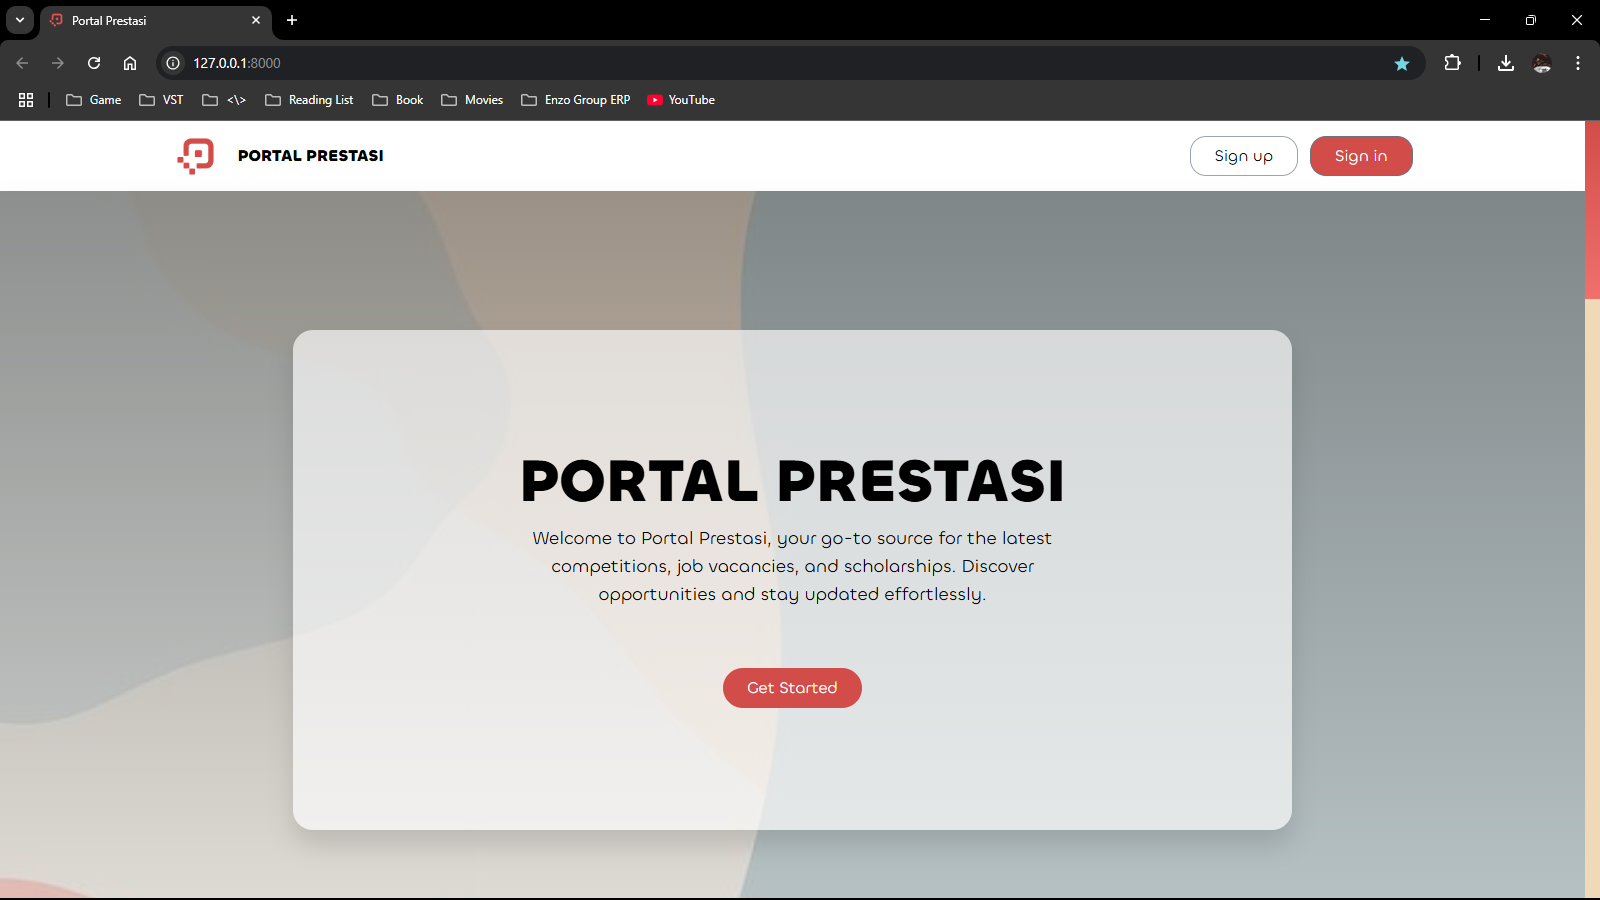 Portal Prestasi
127.0.0.1:8000
Game VST <\> Reading List Book Movies Enzo Group ERP YouTube
PORTAL PRESTASI Sign up Sign in
PORTAL PRESTASI
Welcome to Portal Prestasi, your go-to source for the latest
competitions, job vacancies, and scholarships. Discover
opportunities and stay updated effortlessly.
Get Started